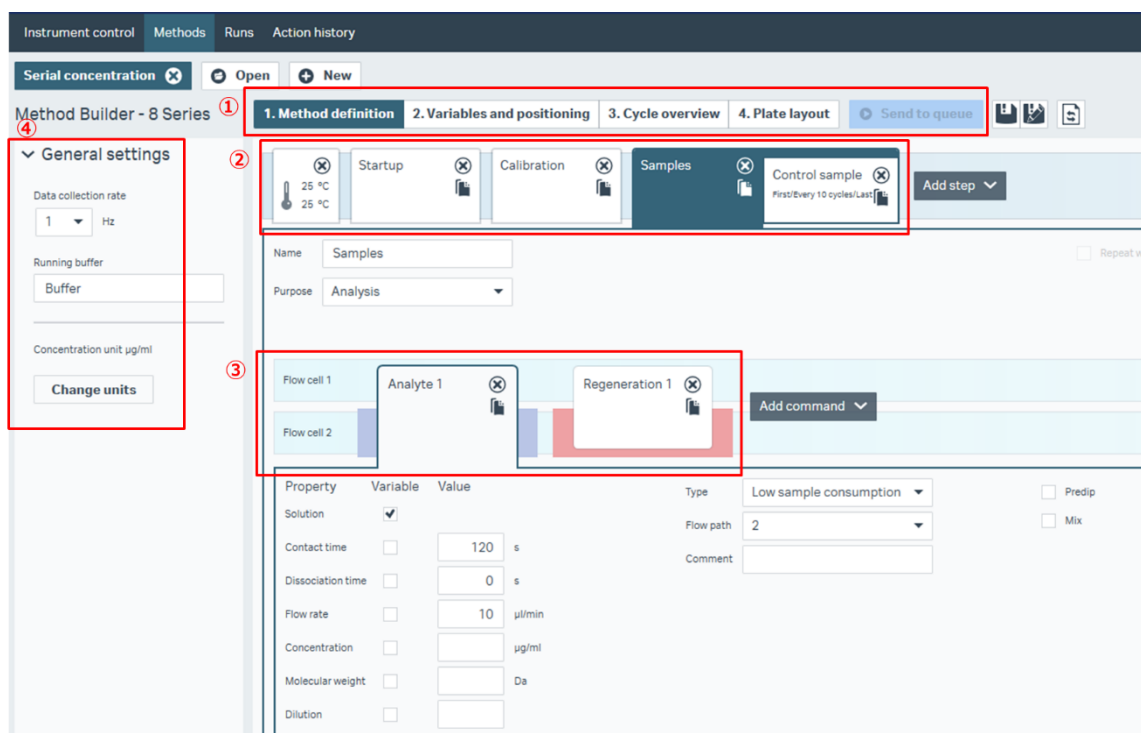 Instrument control Methods Runs Action history
Serial concentration Open New
Method Builder - 8 Series ① 1. Method definition 2. Variables and positioning 3. Cycle overview 4. Plate layout Send to queue
④
General settings
②
25 °C
25 °C
Startup Calibration Samples Control sample
First/Every 10 cycles/Last
Add step
Data collection rate
1 Hz
Running buffer
Buffer
Concentration unit µg/ml
Change units
Name Samples
Repeat
Purpose Analysis
③
Flow cell 1 Analyte 1 Regeneration 1
Add command
Flow cell 2
Property Variable Value
Solution
Contact time 120 s
Dissociation time 0 s
Flow rate 10 µl/min
Concentration µg/ml
Molecular weight Da
Dilution
Type Low sample consumption
Flow path 2
Comment
Predip
Mix